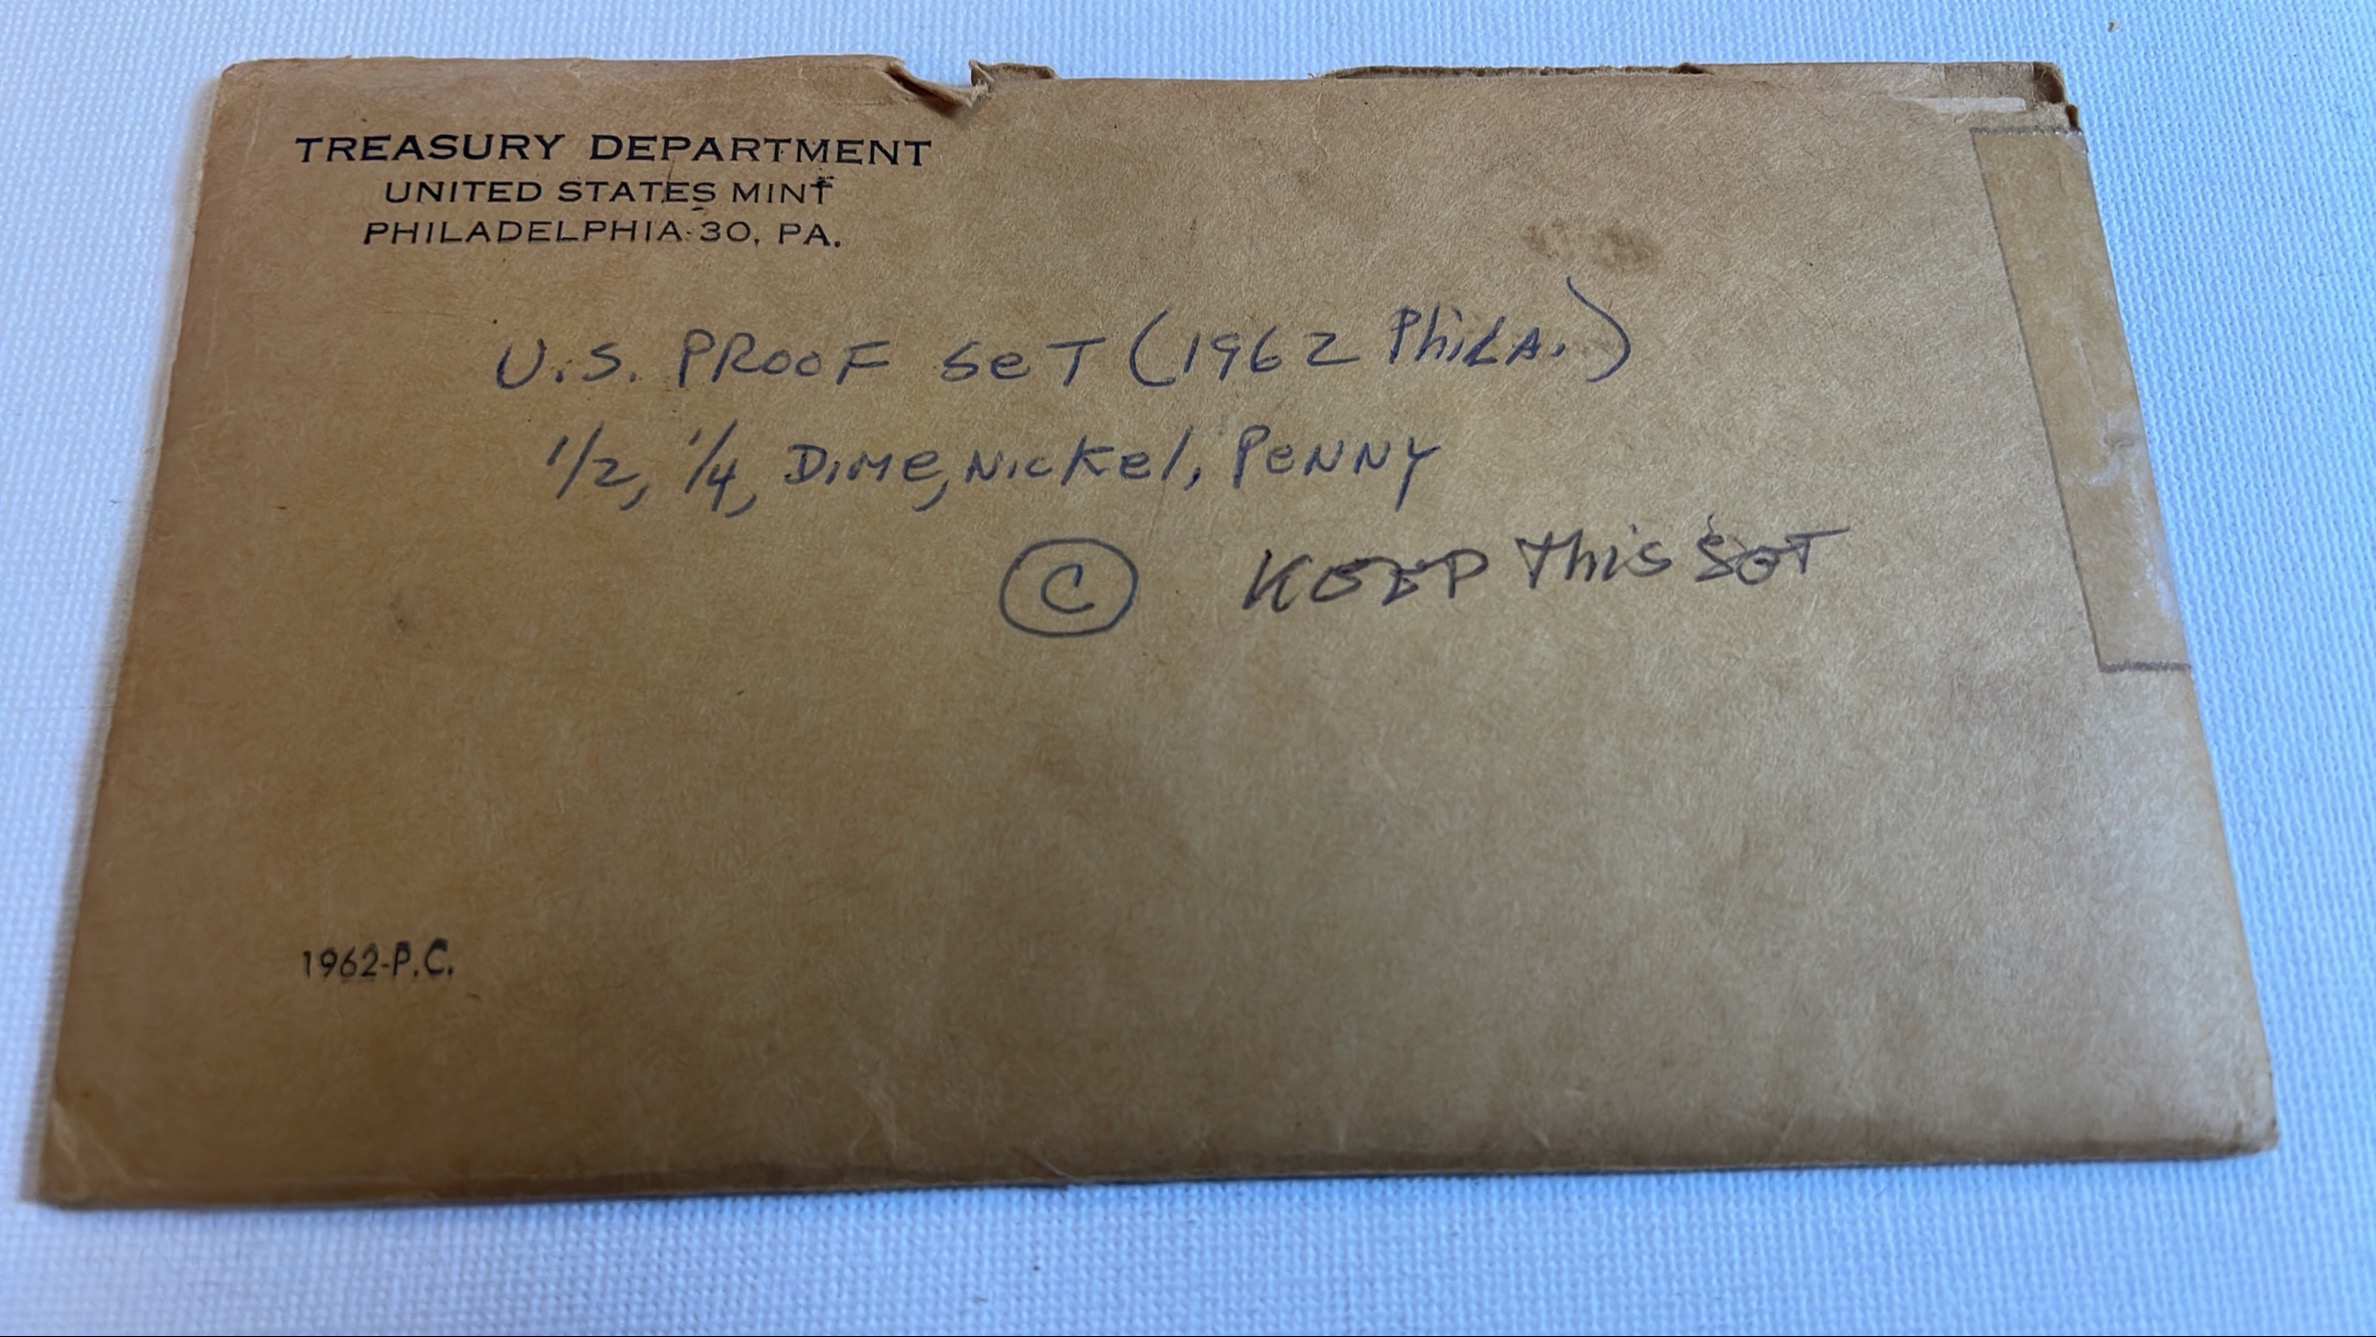 TREASURY DEPARTMENT
UNITED STATES MINT
PHILADELPHIA 30, PA.
U.S. PROOF SeT (1962 PhiLA.)
1/2, 1/4, DiMe, NicKel, PeNNY
© KEEP This SET
1962-P.C.